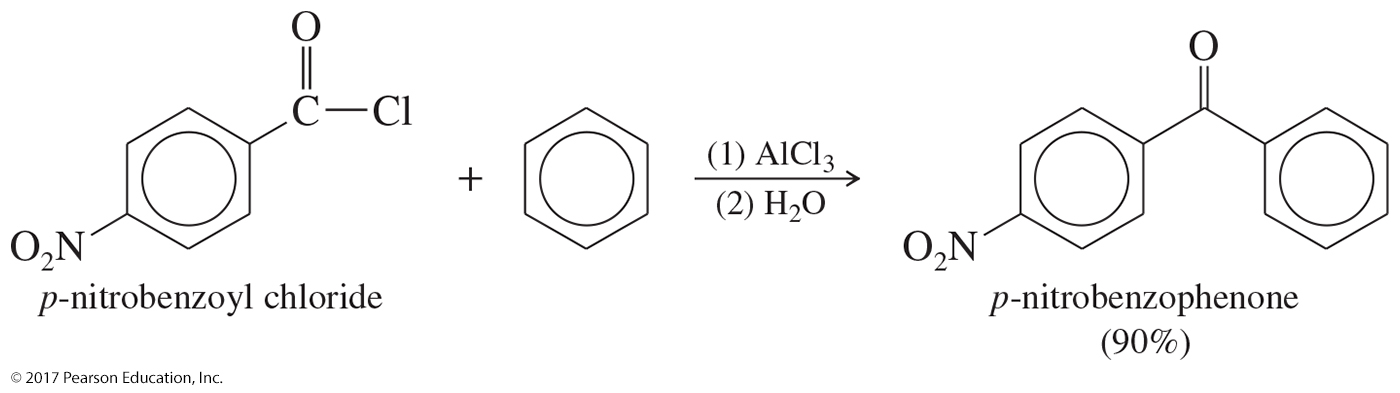 O
C—Cl
O₂N
p-nitrobenzoyl chloride
+
(1) AlCl₃
(2) H₂O
O
O₂N
p-nitrobenzophenone
(90%)
© 2017 Pearson Education, Inc.